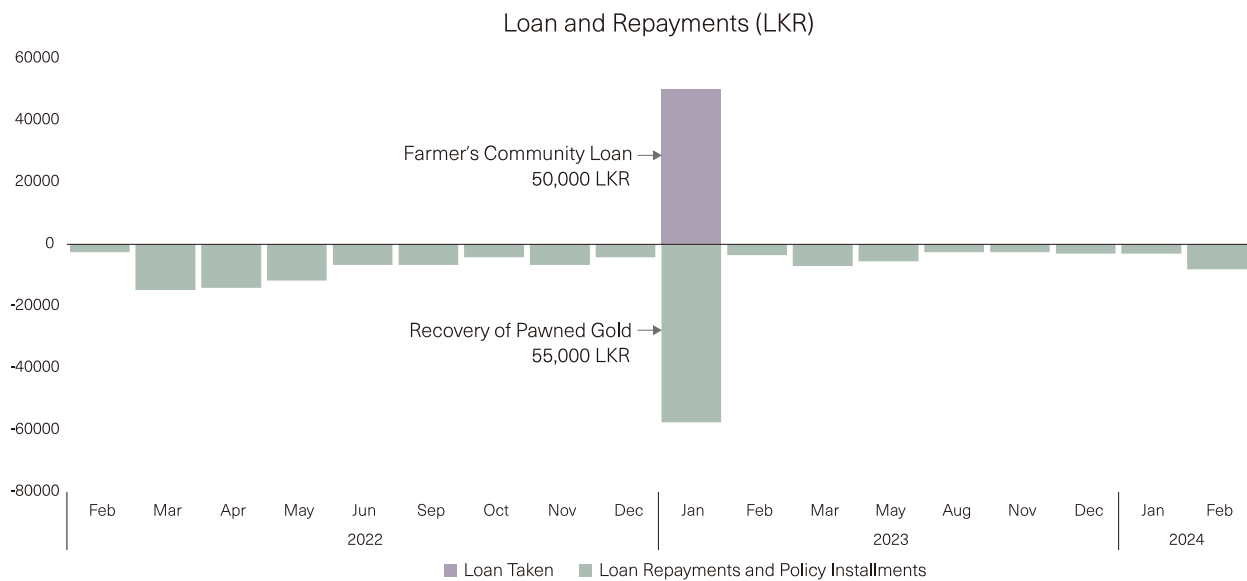 Loan and Repayments (LKR)
60000
40000
Farmer's Community Loan
50,000 LKR
20000
0
-20000
Recovery of Pawned Gold
55,000 LKR
-40000
-60000
-80000
Feb Mar Apr May Jun Sep Oct Nov Dec Jan Feb Mar May Aug Nov Dec Jan Feb
2022 2023 2024
Loan Taken Loan Repayments and Policy Installments